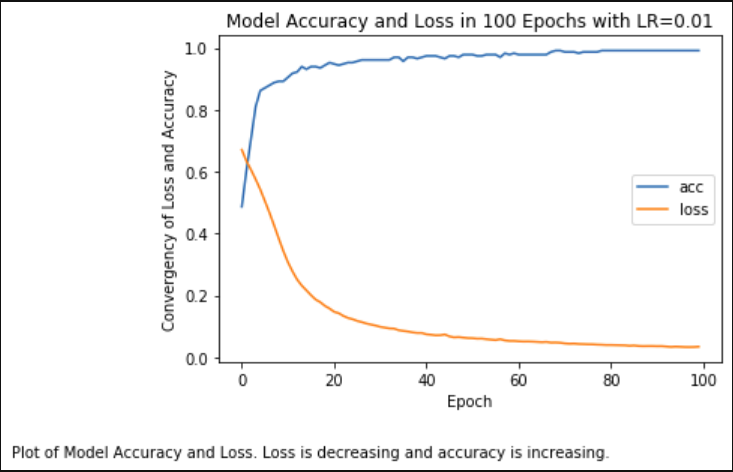 Model Accuracy and Loss in 100 Epochs with LR=0.01
Convergency of Loss and Accuracy
1.0
0.8
0.6
0.4
0.2
0.0
acc
loss
0 20 40 60 80 100
Epoch
Plot of Model Accuracy and Loss. Loss is decreasing and accuracy is increasing.